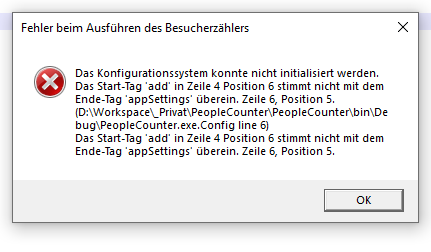 Fehler beim Ausführen des Besucherzählers
Das Konfigurationssystem konnte nicht initialisiert werden.
Das Start-Tag 'add' in Zeile 4 Position 6 stimmt nicht mit dem
Ende-Tag 'appSettings' überein. Zeile 6, Position 5.
(D:\Workspace\_Privat\PeopleCounter\PeopleCounter\bin\De
bug\PeopleCounter.exe.Config line 6)
Das Start-Tag 'add' in Zeile 4 Position 6 stimmt nicht mit dem
Ende-Tag 'appSettings' überein. Zeile 6, Position 5.
OK